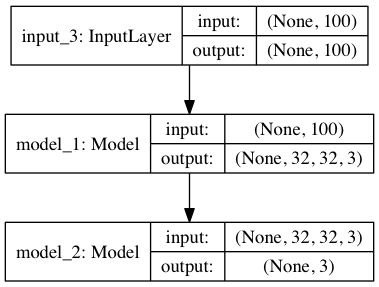 input_3: InputLayer
input: (None, 100)
output: (None, 100)
model_1: Model
input: (None, 100)
output: (None, 32, 32, 3)
model_2: Model
input: (None, 32, 32, 3)
output: (None, 3)